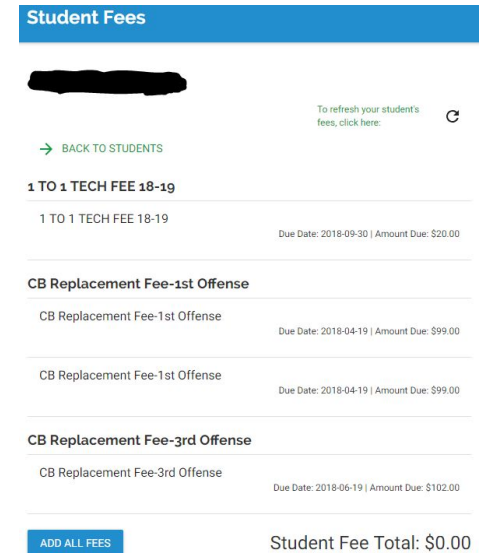 Student Fees
To refresh your student's
fees, click here:
BACK TO STUDENTS
1 TO 1 TECH FEE 18-19
1 TO 1 TECH FEE 18-19
Due Date: 2018-09-30 | Amount Due: $20.00
CB Replacement Fee-1st Offense
CB Replacement Fee-1st Offense
Due Date: 2018-04-19 | Amount Due: $99.00
CB Replacement Fee-1st Offense
Due Date: 2018-04-19 | Amount Due: $99.00
CB Replacement Fee-3rd Offense
CB Replacement Fee-3rd Offense
Due Date: 2018-06-19 | Amount Due: $102.00
ADD ALL FEES
Student Fee Total: $0.00